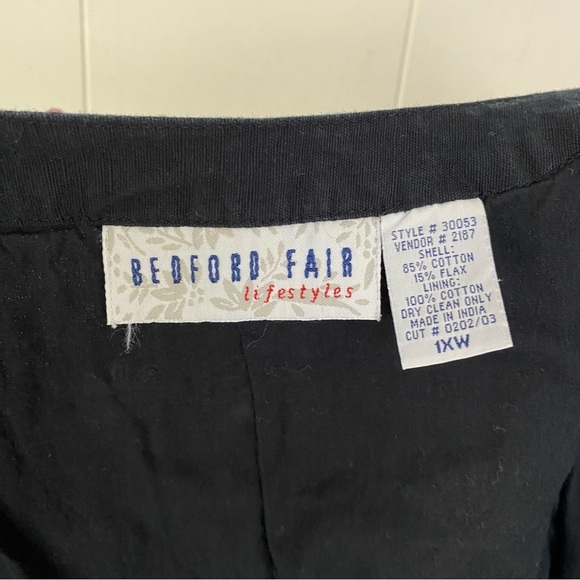 BEDFORD FAIR
lifestyles
STYLE # 30053
VENDOR # 2187
SHELL:
85% COTTON
15% FLAX
LINING:
100% COTTON
DRY CLEAN ONLY
MADE IN INDIA
CUT # 0202/03
1XW